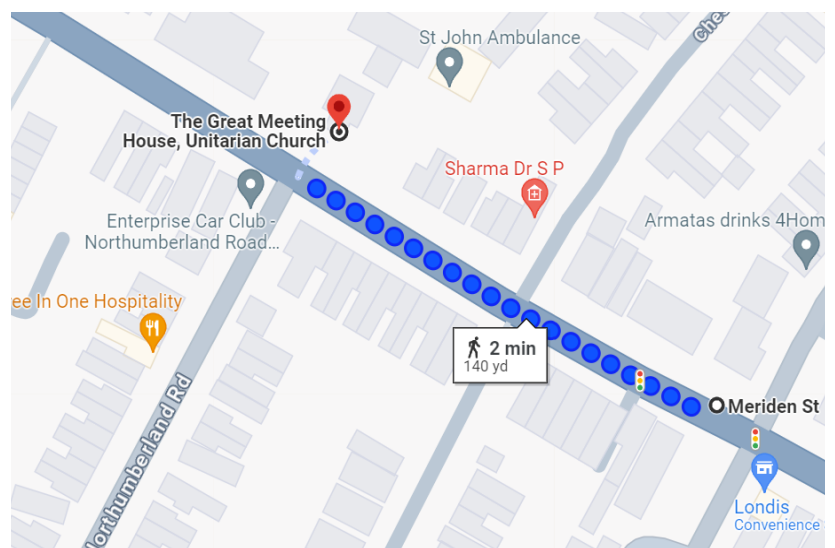 St John Ambulance
The Great Meeting
House, Unitarian Church
Sharma Dr S P
Enterprise Car Club -
Northumberland Road...
Armatas drinks 4Hom
ee In One Hospitality
2 min
140 yd
Meriden St
Northumberland Rd
Londis
Convenience